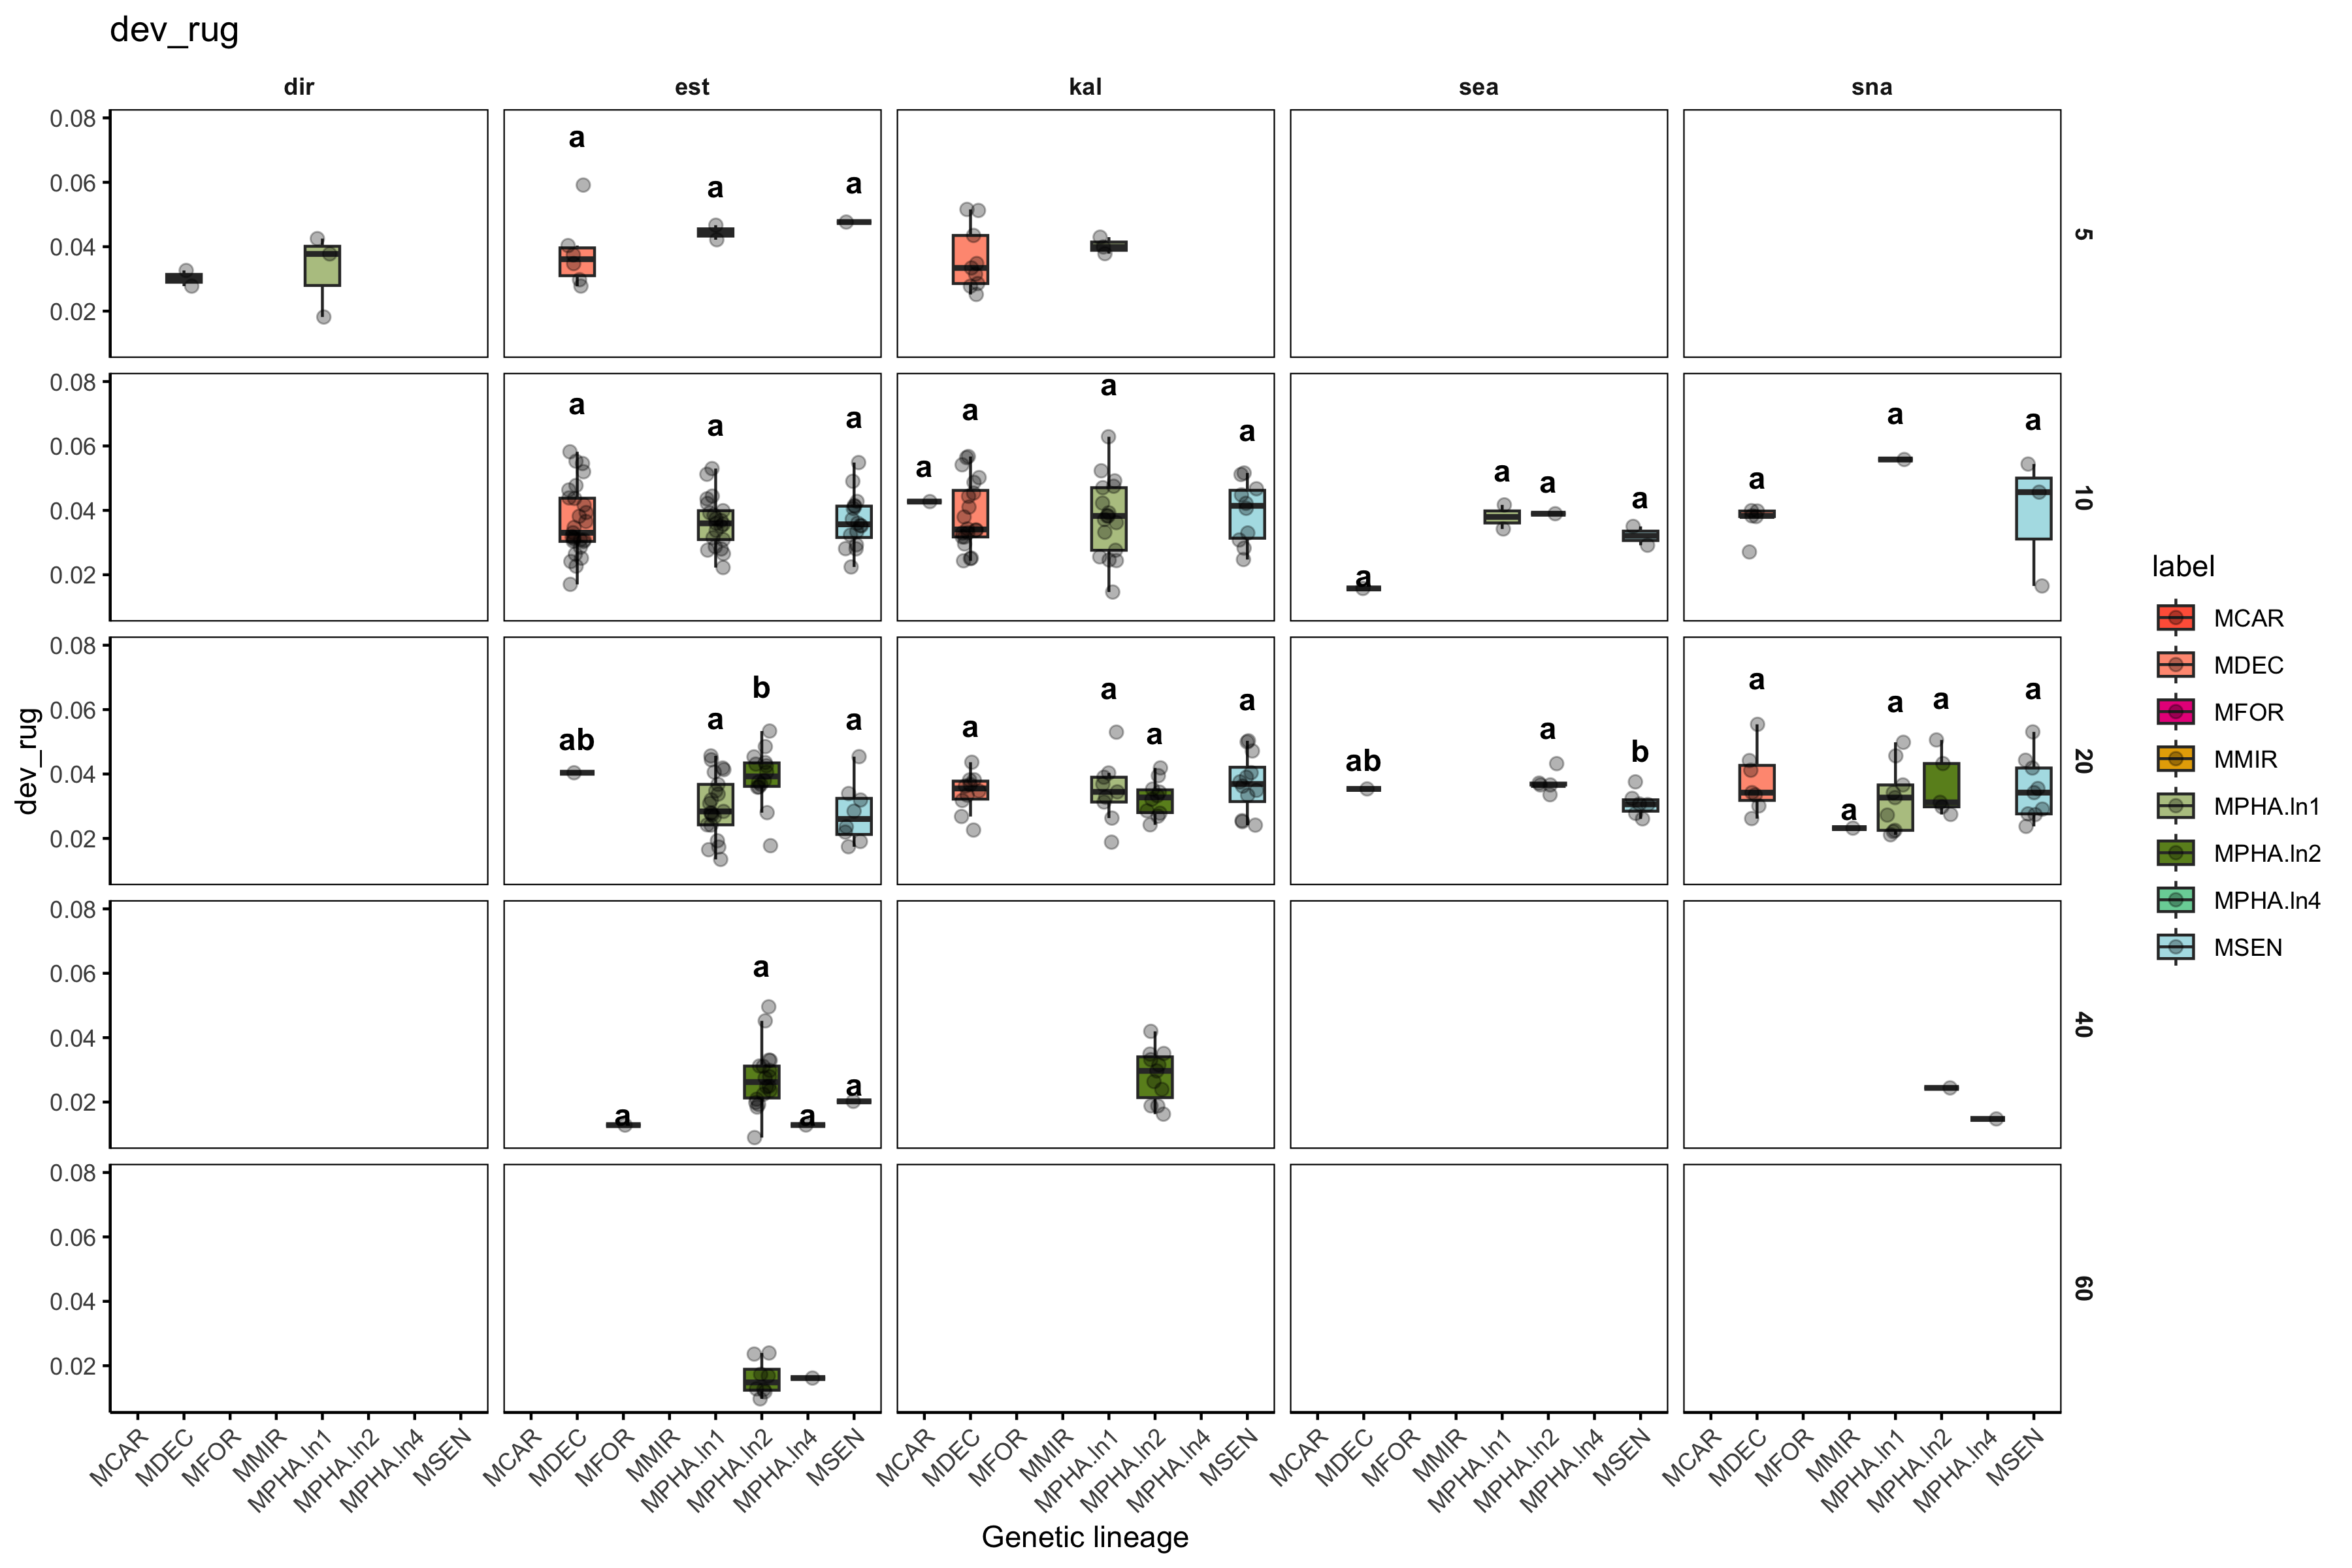 dev_rug
dir est kal sea sna
0.08
0.06
0.04
0.02
a a a
5
0.08
0.06
0.04
0.02
a a a
a a a a
a a a a
a a a
10
dev_rug
0.08
0.06
0.04
0.02
ab a b a
a a a a
ab a b
a a a a a
20
0.08
0.06
0.04
0.02
a a a a
40
0.08
0.06
0.04
0.02
60
MCAR MDEC MFOR MMIR MPHA.ln1 MPHA.ln2 MPHA.ln4 MSEN
MCAR MDEC MFOR MMIR MPHA.ln1 MPHA.ln2 MPHA.ln4 MSEN
MCAR MDEC MFOR MMIR MPHA.ln1 MPHA.ln2 MPHA.ln4 MSEN
MCAR MDEC MFOR MMIR MPHA.ln1 MPHA.ln2 MPHA.ln4 MSEN
MCAR MDEC MFOR MMIR MPHA.ln1 MPHA.ln2 MPHA.ln4 MSEN
Genetic lineage
label
MCAR
MDEC
MFOR
MMIR
MPHA.ln1
MPHA.ln2
MPHA.ln4
MSEN